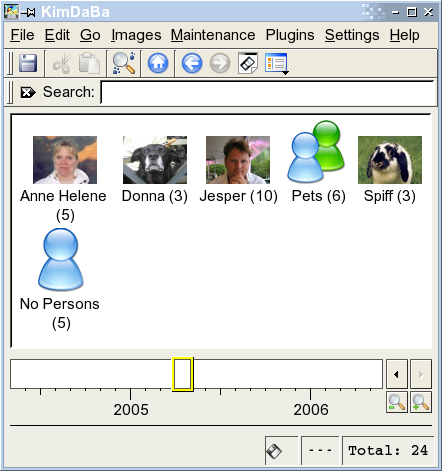 KimDaBa
File Edit Go Images Maintenance Plugins Settings Help
Search:
Anne Helene (5)
Donna (3)
Jesper (10)
Pets (6)
Spiff (3)
No Persons (5)
2005 2006
--- Total: 24